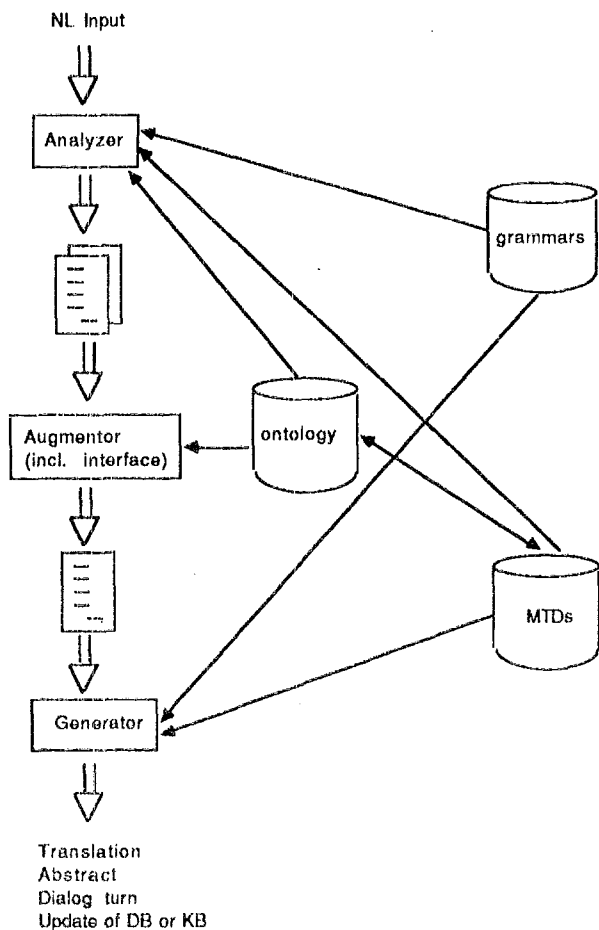 NL Input
Analyzer
grammars
ontology
Augmentor
(incl. interface)
MTDs
Generator
Translation
Abstract
Dialog turn
Update of DB or KB